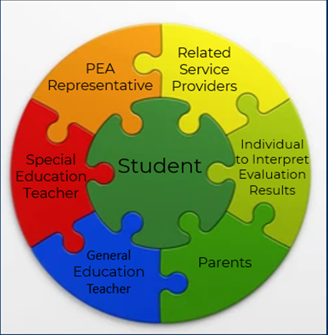 PEA
Representative
Related
Service
Providers
Individual
to Interpret
Evaluation
Results
Parents
General
Education
Teacher
Special
Education
Teacher
Student